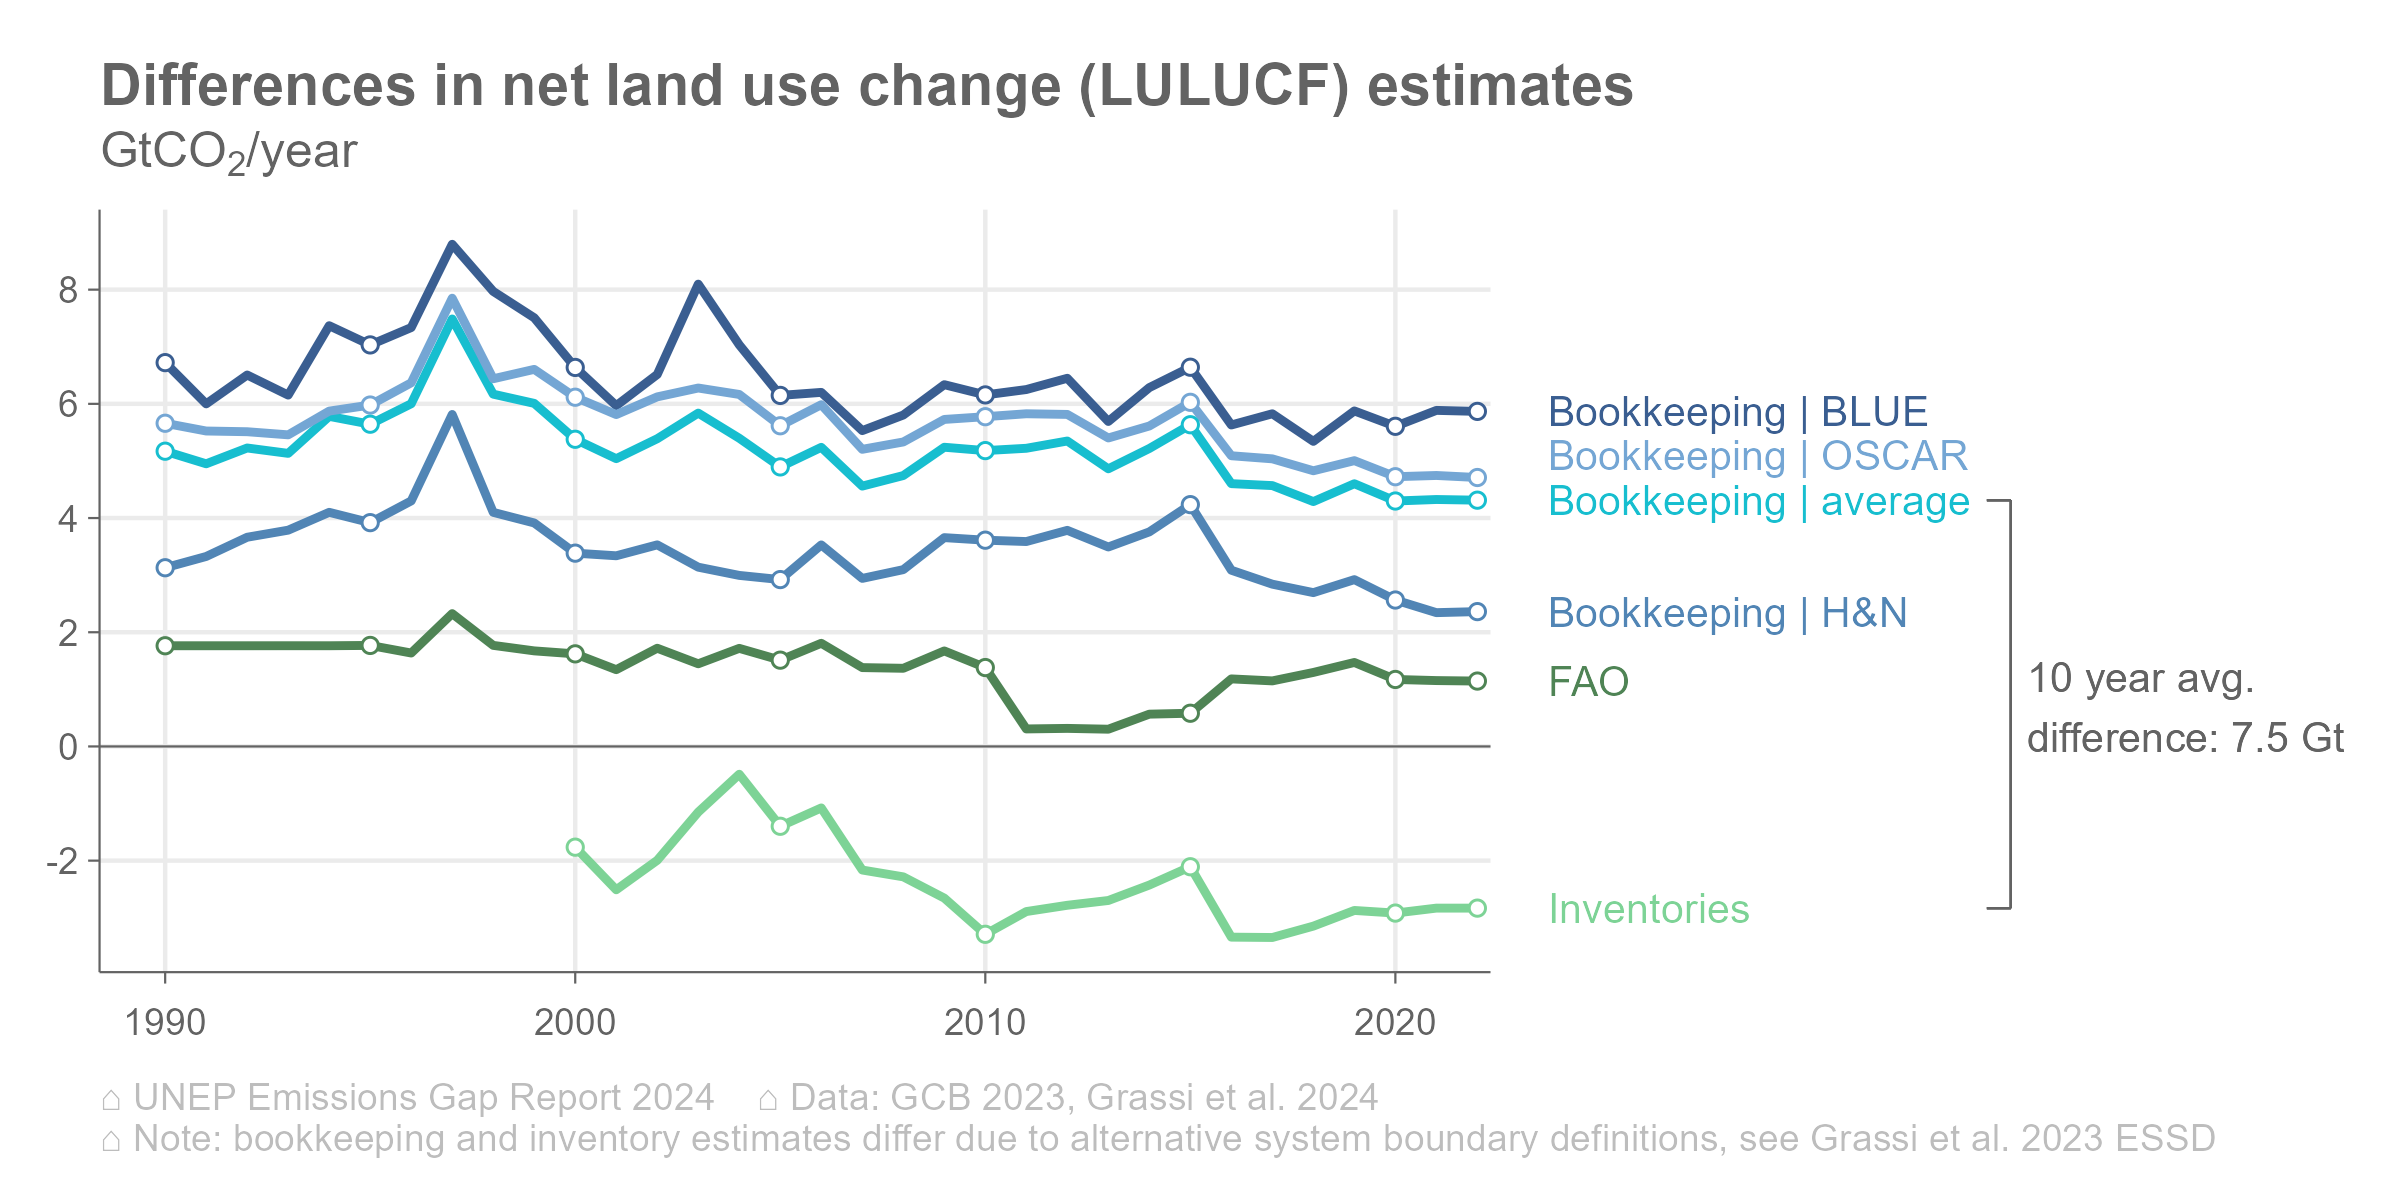 Differences in net land use change (LULUCF) estimates
GtCO₂/year
8
6
4
2
0
-2
1990 2000 2010 2020
Bookkeeping | BLUE
Bookkeeping | OSCAR
Bookkeeping | average
Bookkeeping | H&N
FAO
Inventories
10 year avg.
difference: 7.5 Gt
⌂ UNEP Emissions Gap Report 2024 ⌂ Data: GCB 2023, Grassi et al. 2024
⌂ Note: bookkeeping and inventory estimates differ due to alternative system boundary definitions, see Grassi et al. 2023 ESSD